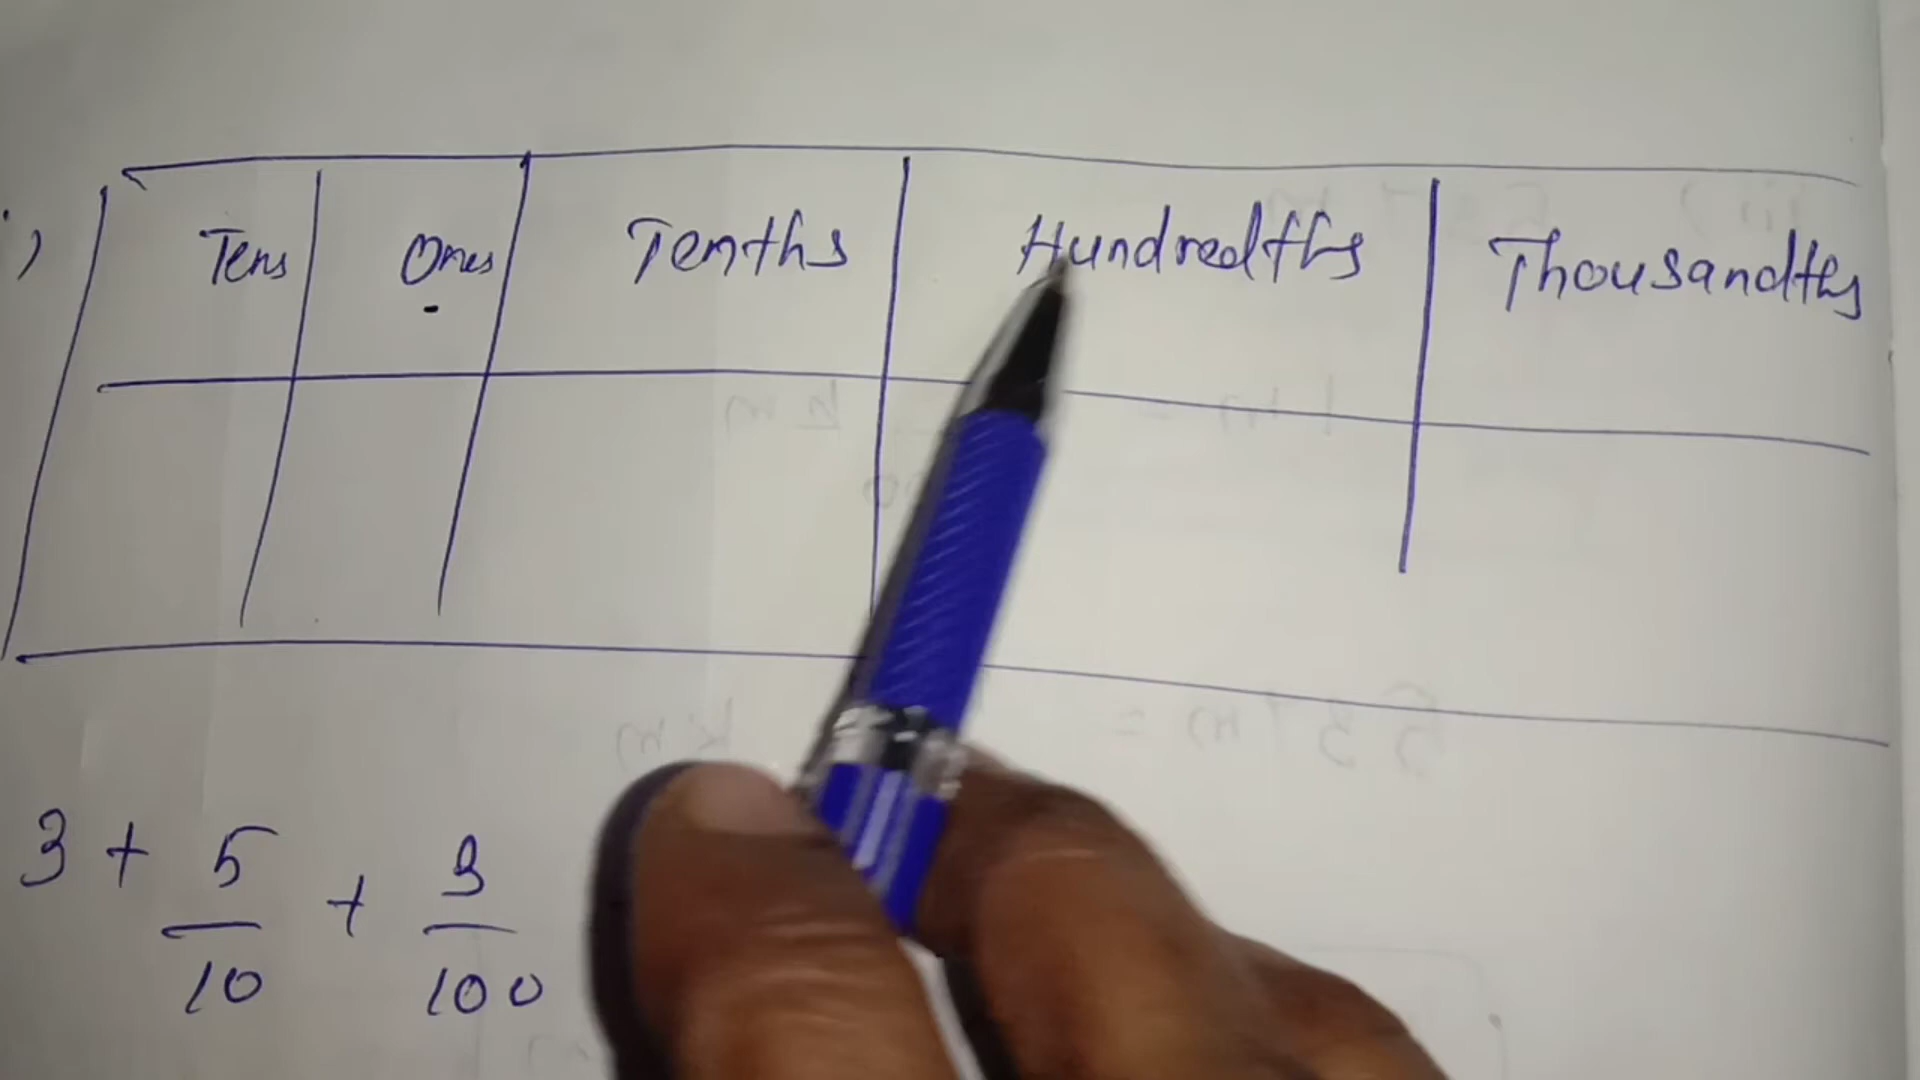 i) Tens Ones Tenths Hundredths Thousandths
3 + 5/10 + 3/100